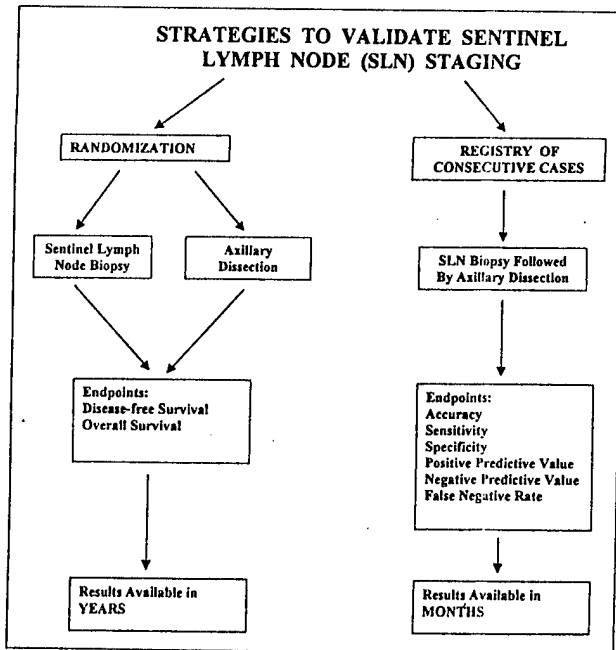 STRATEGIES TO VALIDATE SENTINEL
LYMPH NODE (SLN) STAGING
RANDOMIZATION
REGISTRY OF
CONSECUTIVE CASES
Sentinel Lymph
Node Biopsy
Axillary
Dissection
SLN Biopsy Followed
By Axillary Dissection
Endpoints:
Disease-free Survival
Overall Survival
Endpoints:
Accuracy
Sensitivity
Specificity
Positive Predictive Value
Negative Predictive Value
False Negative Rate
Results Available in
YEARS
Results Available in
MONTHS